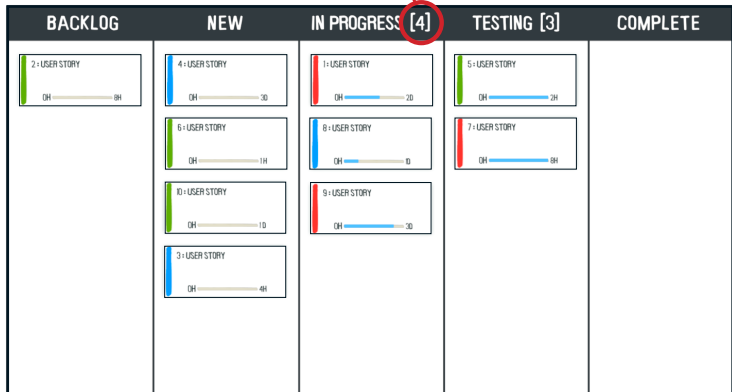 BACKLOG
NEW
IN PROGRESS [4]
TESTING [3]
COMPLETE
2: USER STORY
0H 8H
4: USER STORY
0H 3D
6: USER STORY
0H 1H
10: USER STORY
0H 1D
3: USER STORY
0H 4H
1: USER STORY
0H 2D
8: USER STORY
0H 1D
9: USER STORY
0H 3D
5: USER STORY
0H 2H
7: USER STORY
0H 8H